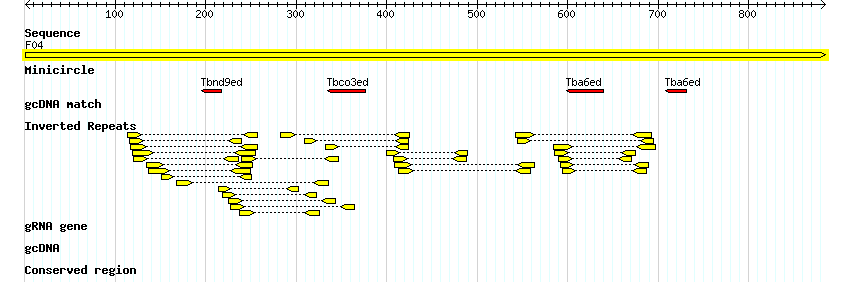 100 200 300 400 500 600 700 800
Sequence
F04
Minicircle
Tbnd9ed Tbco3ed Tba6ed Tba6ed
gcDNA match
Inverted Repeats
gRNA gene
gcDNA
Conserved region